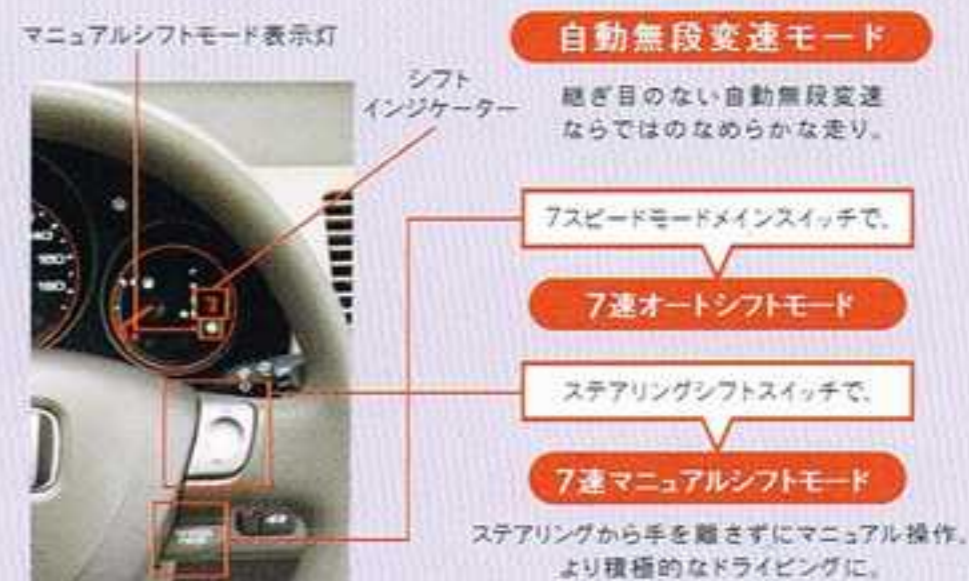 マニュアルシフトモード表示灯
シフト
インジケーター
自動無段変速モード
継ぎ目のない自動無段変速
ならではのなめらかな走り。
7スピードモードメインスイッチで、
7速オートシフトモード
ステアリングシフトスイッチで、
7速マニュアルシフトモード
ステアリングから手を離さずにマニュアル操作。
より積極的なドライビングに。
160
180
7